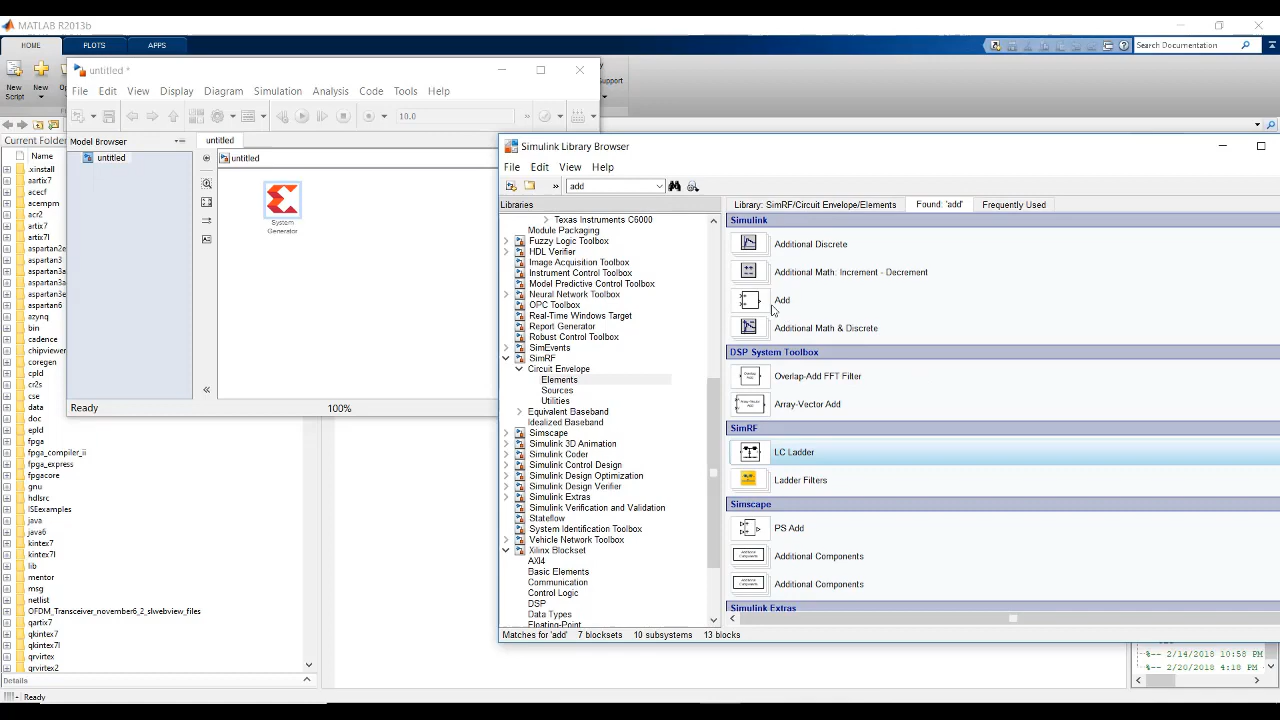 MATLAB R2013b
HOME
PLOTS
APPS
Search Documentation
New
Script
New
Support
Current Folder
Name
.xinstall
aartix7
acecf
acempm
acr2
artix7
artix7l
aspartan2e
aspartan3
aspartan3a
aspartan3a
aspartan3e
aspartan6
azynq
bin
cadence
chipviewer
coregen
cpld
cr2s
cse
data
doc
epld
fpga
fpga_compiler_ii
fpga_express
fpgacare
gnu
hdlsrc
ISEexamples
java
java6
kintex7
kintex7l
lib
mentor
msg
netlist
OFDM_Transceiver_november6_2_slwebview_files
qartix7
qkintex7
qkintex7l
qrvirtex
qrvirtex2
Details
Ready
untitled *
File Edit View Display Diagram Simulation Analysis Code Tools Help
10.0
Model Browser
untitled
untitled
untitled
System
Generator
Ready
100%
Simulink Library Browser
File Edit View Help
add
Libraries
Texas Instruments C6000
Module Packaging
Fuzzy Logic Toolbox
HDL Verifier
Image Acquisition Toolbox
Instrument Control Toolbox
Model Predictive Control Toolbox
Neural Network Toolbox
OPC Toolbox
Real-Time Windows Target
Report Generator
Robust Control Toolbox
SimEvents
SimRF
Circuit Envelope
Elements
Sources
Utilities
Equivalent Baseband
Idealized Baseband
Simscape
Simulink 3D Animation
Simulink Coder
Simulink Control Design
Simulink Design Optimization
Simulink Design Verifier
Simulink Extras
Simulink Verification and Validation
Stateflow
System Identification Toolbox
Vehicle Network Toolbox
Xilinx Blockset
AXI4
Basic Elements
Communication
Control Logic
DSP
Data Types
Floating-Point
Library: SimRF/Circuit Envelope/Elements
Found: 'add'
Frequently Used
Simulink
Additional Discrete
Additional Math: Increment - Decrement
Add
Additional Math & Discrete
DSP System Toolbox
Overlap-Add FFT Filter
Array-Vector Add
SimRF
LC Ladder
Ladder Filters
Simscape
PS Add
Additional Components
Additional Components
Simulink Extras
Matches for 'add' 7 blocksets 10 subsystems 13 blocks
%-- 2/14/2018 10:58 PM
%-- 2/20/2018 4:18 PM